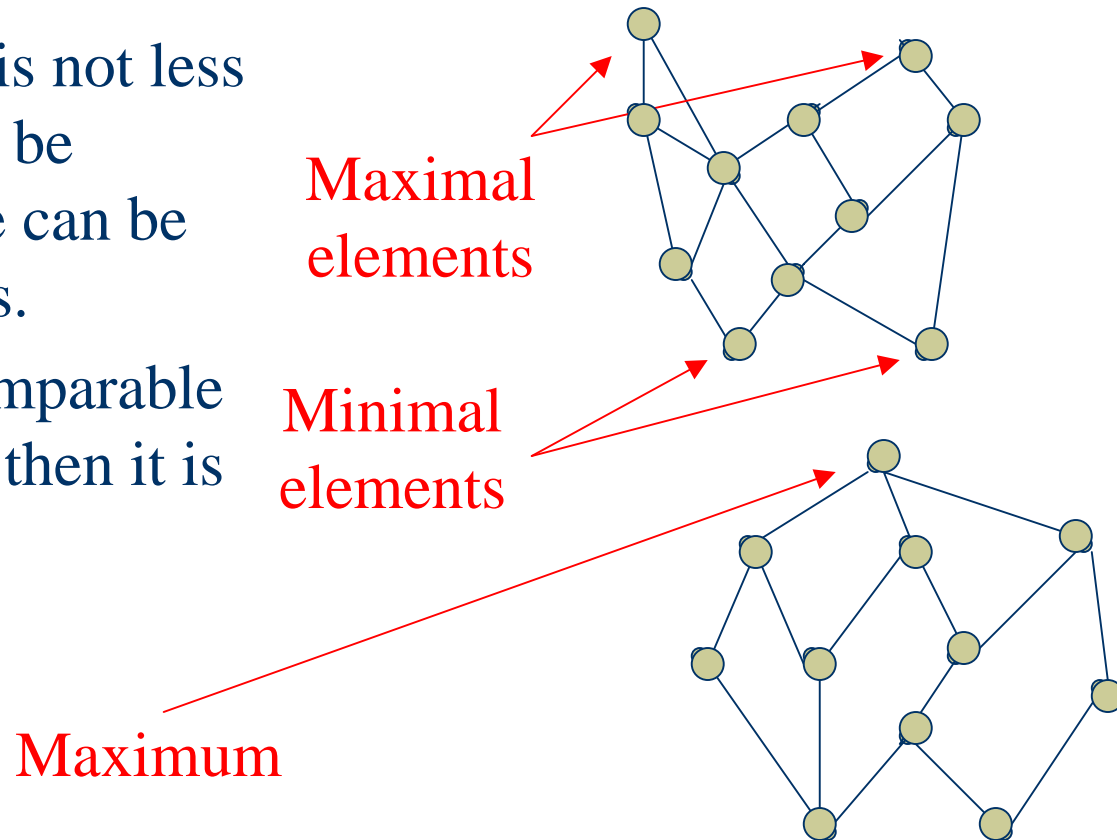 is not less
be
can be
s.
mparable
then it is
Maximal
elements
Minimal
elements
Maximum